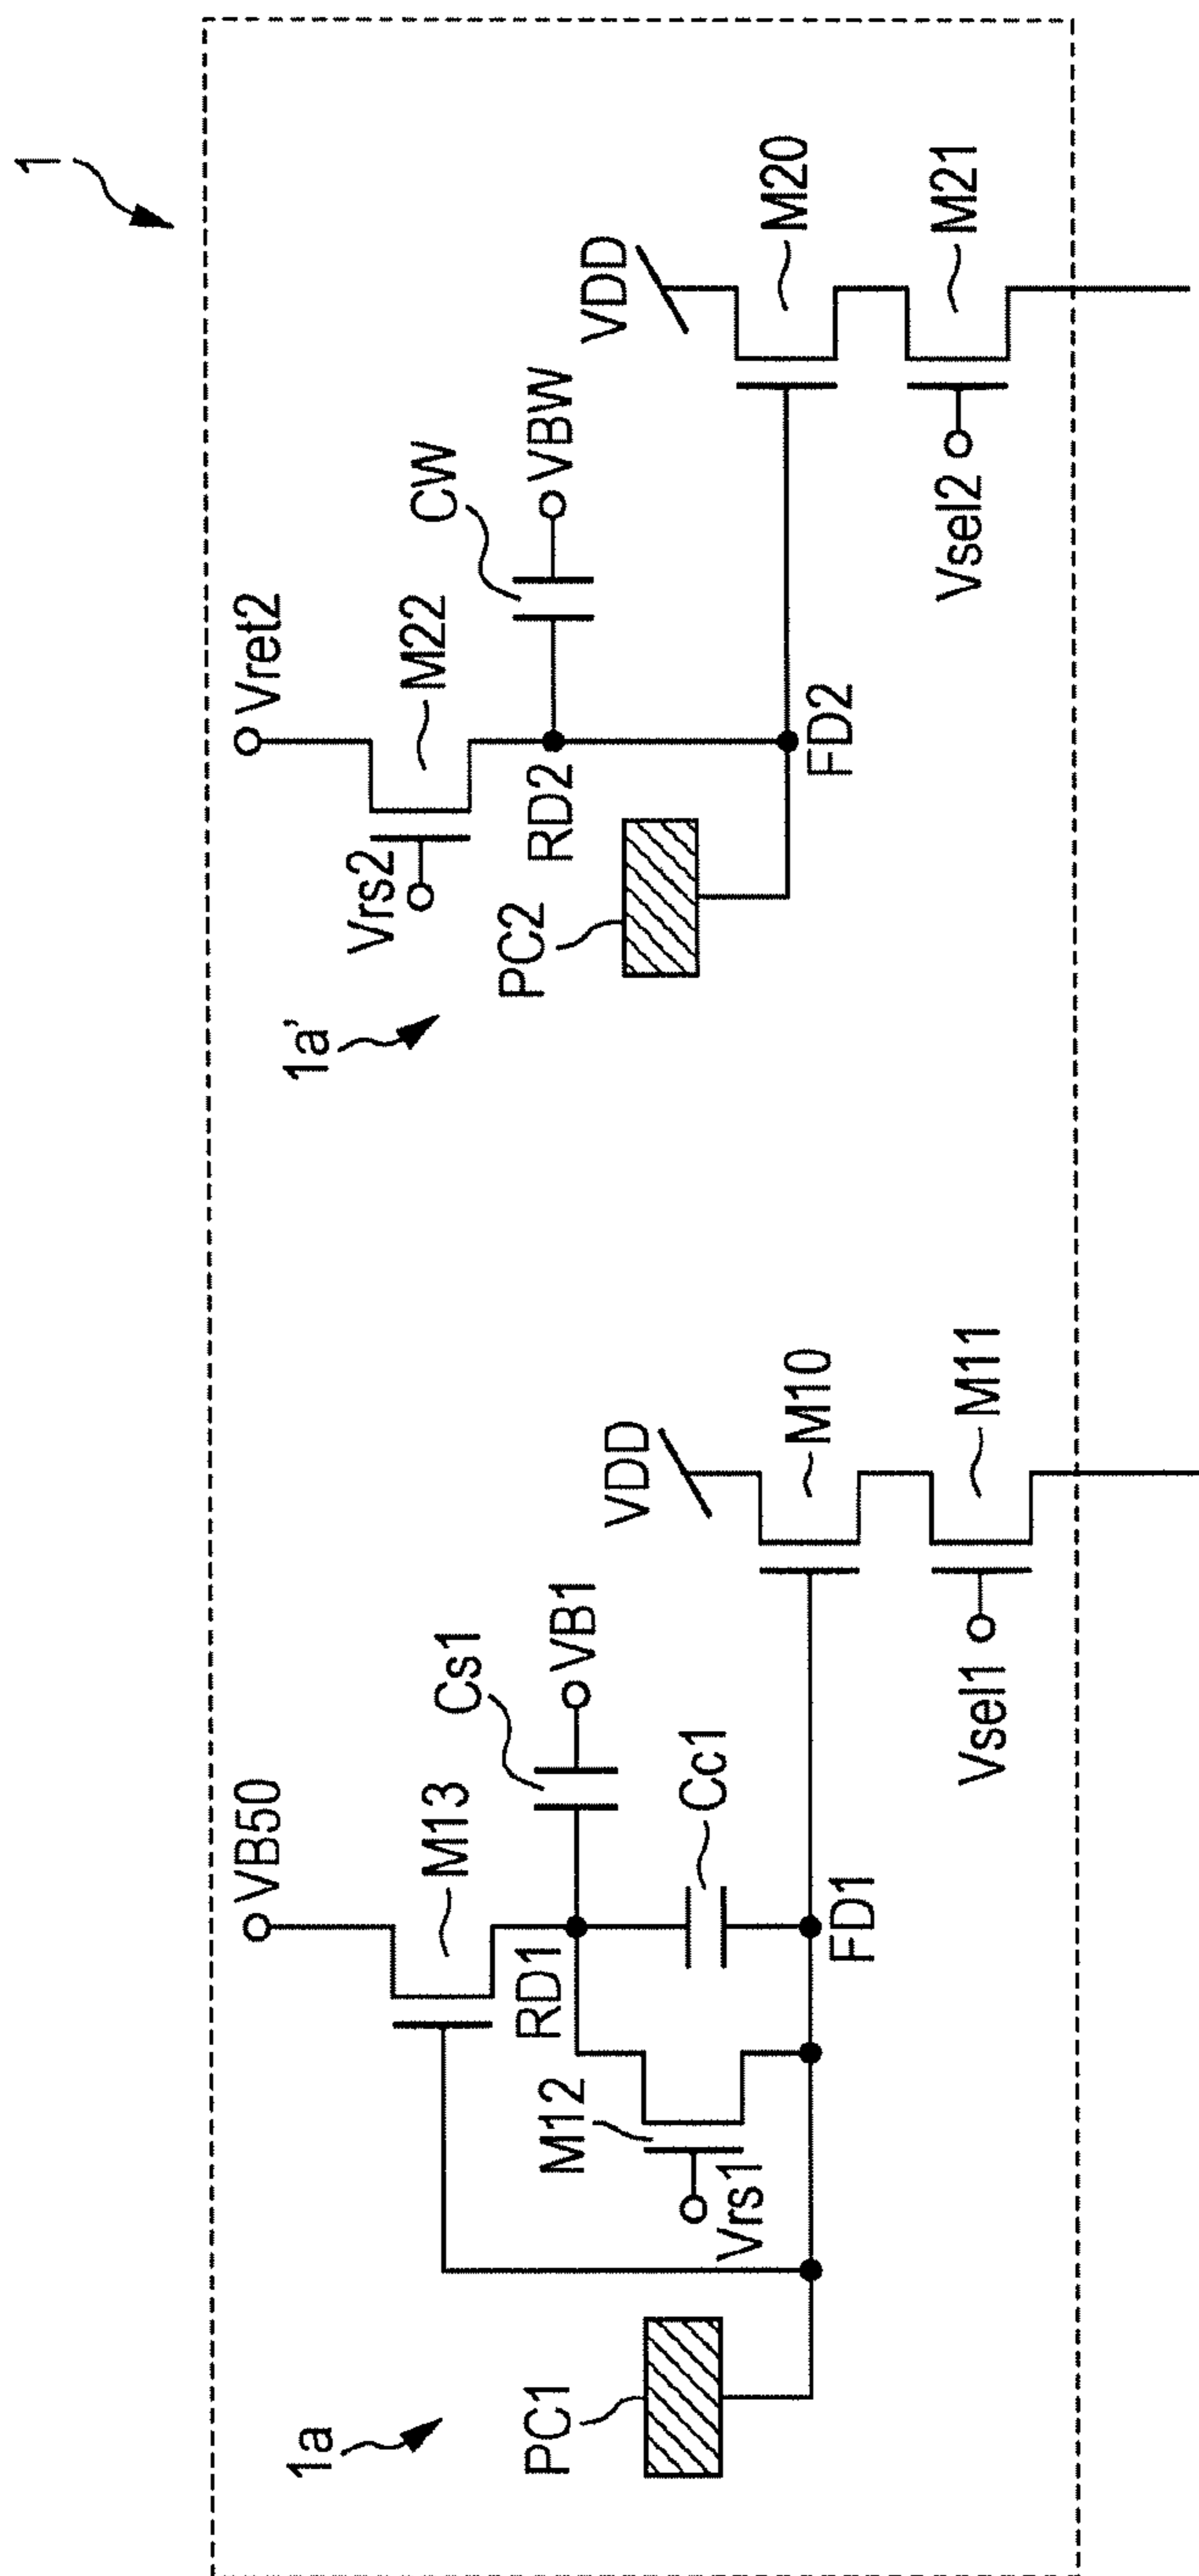 1
1a
VB50
M13
Cs1
VB1
RD1
Cc1
M12
Vrs1
PC1
FD1
VDD
M10
M11
Vsel1
1a'
Vret2
M22
Vrs2
CW
VBW
RD2
PC2
FD2
VDD
M20
M21
Vsel2